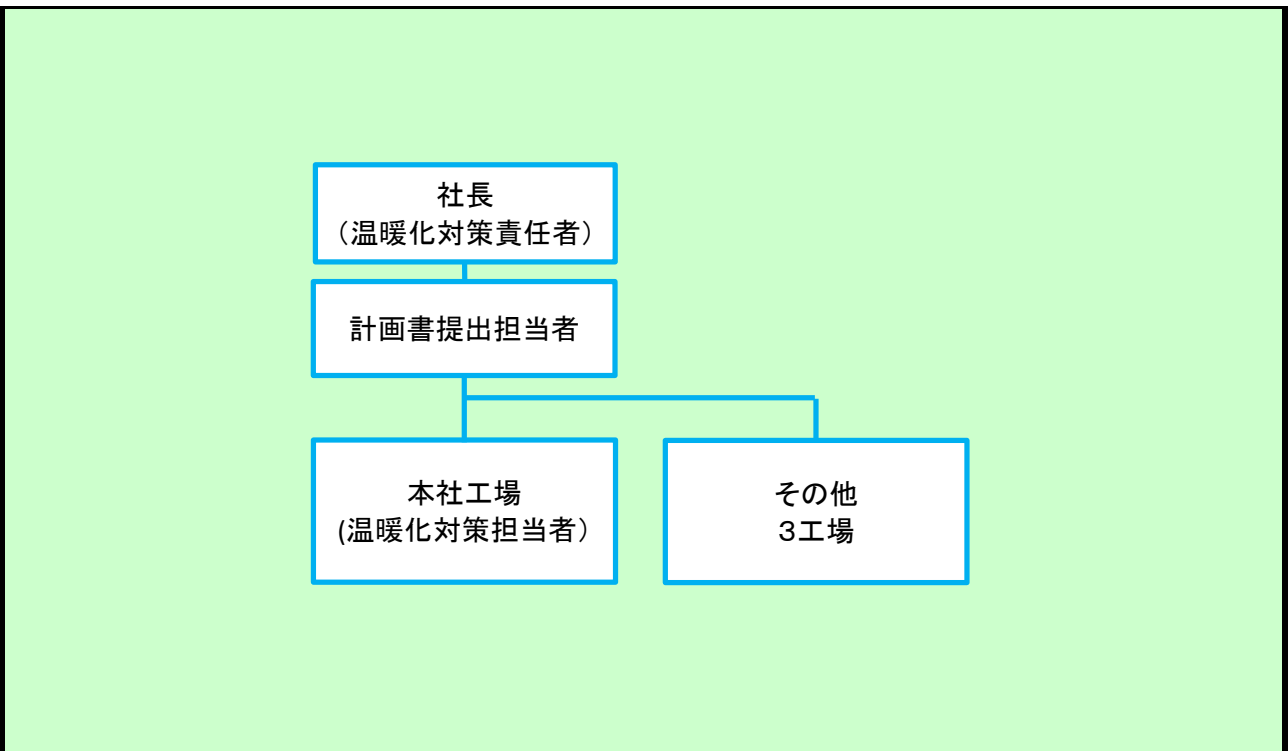 社長
（温暖化対策責任者）
計画書提出担当者
本社工場
(温暖化対策担当者）
その他
３工場